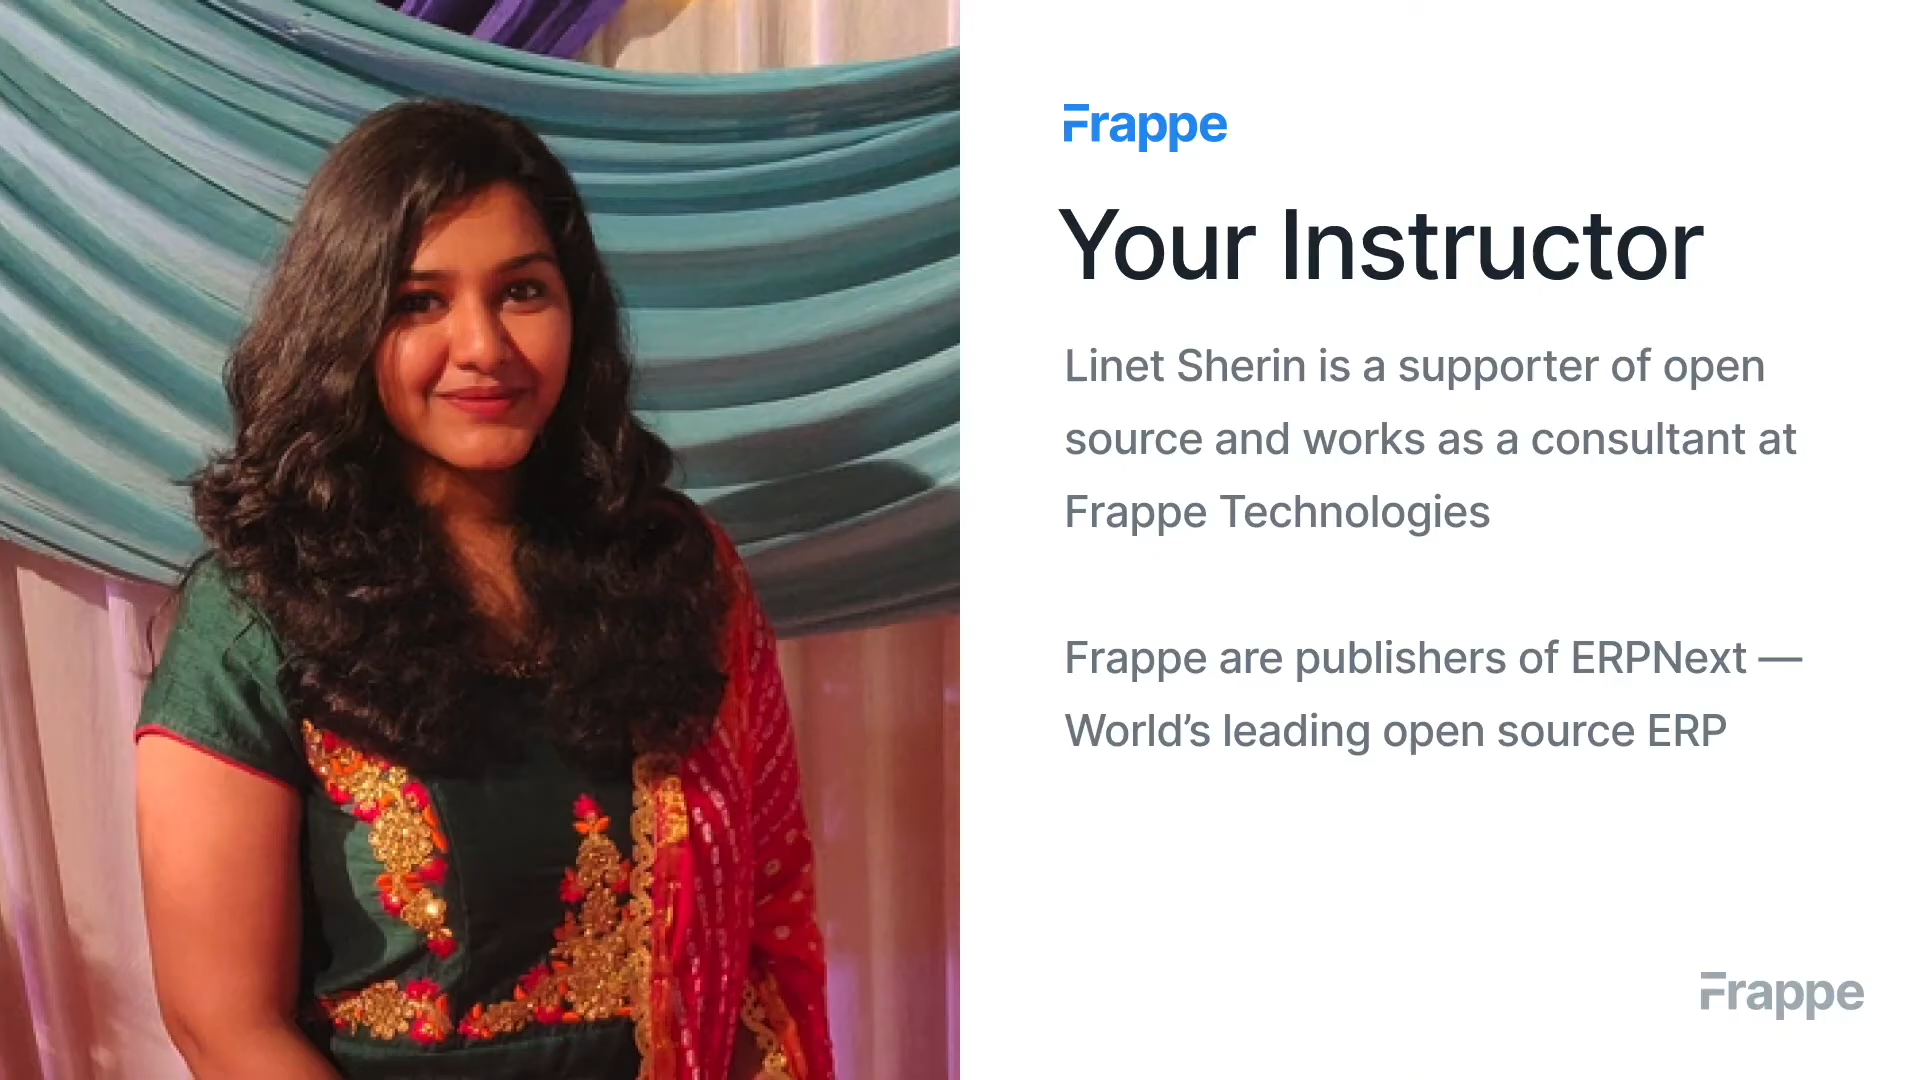 Frappe
Your Instructor
Linet Sherin is a supporter of open
source and works as a consultant at
Frappe Technologies
Frappe are publishers of ERPNext —
World’s leading open source ERP
Frappe